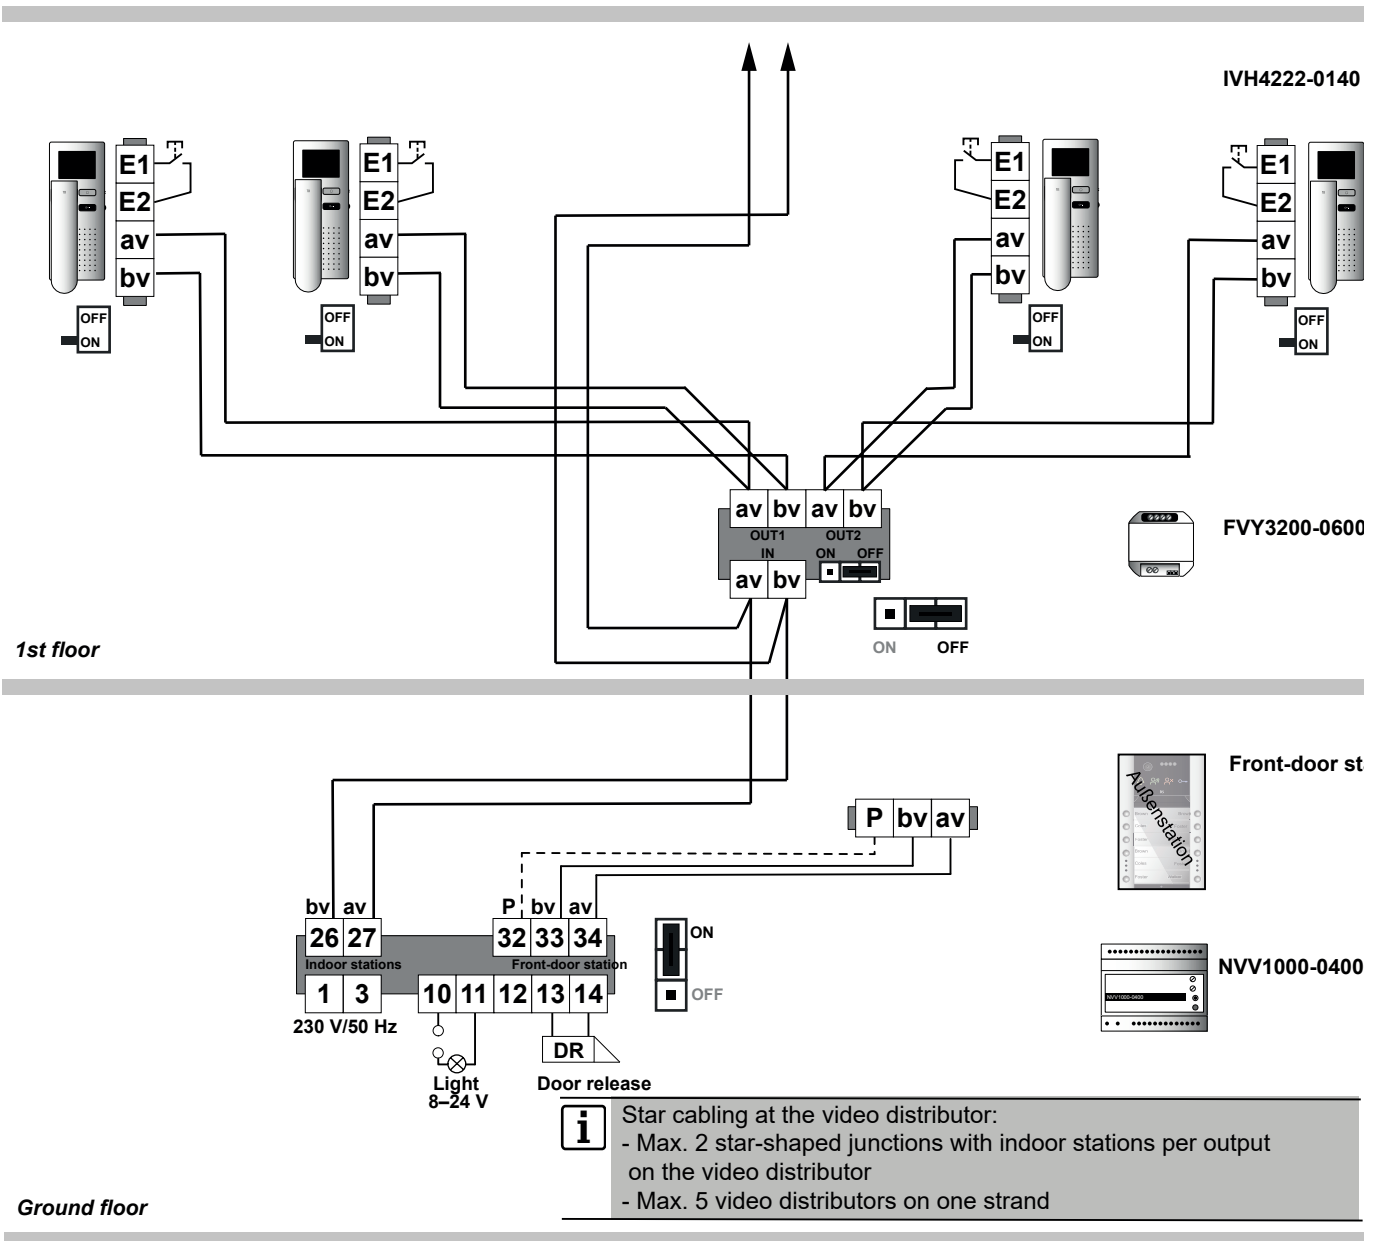 IVH4222-0140
E1
E2
av
bv
OFF
ON
E1
E2
av
bv
OFF
ON
E1
E2
av
bv
OFF
ON
E1
E2
av
bv
OFF
ON
av bv av bv
OUT1 OUT2
IN ON OFF
av bv
ON OFF
FVY3200-0600
1st floor
Front-door st
Außenstation
P bv av
bv av P bv av
26 27 32 33 34
Indoor stations Front-door station
1 3 10 11 12 13 14
230 V/50 Hz
ON
OFF
NVV1000-0400
NVV1000-0400
DR
Light
8–24 V
Door release
i
Star cabling at the video distributor:
- Max. 2 star-shaped junctions with indoor stations per output
on the video distributor
- Max. 5 video distributors on one strand
Ground floor